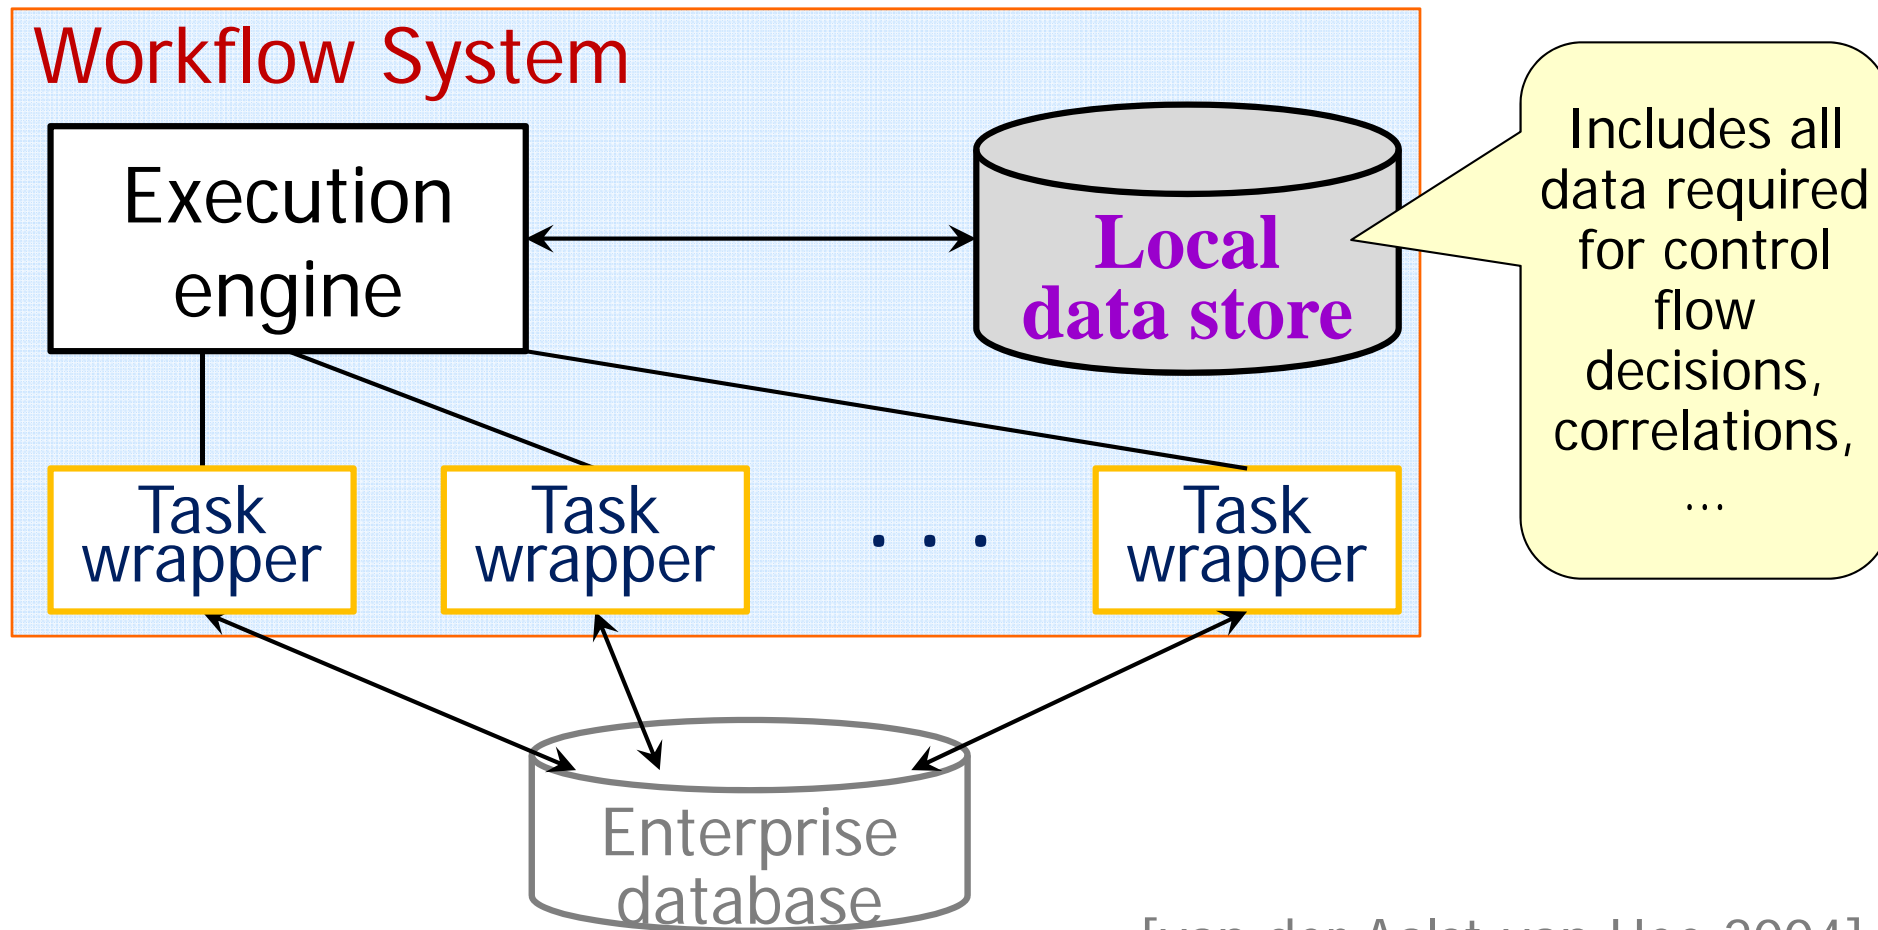 Workflow System
Execution
engine
Local
data store
Includes all
data required
for control
flow
decisions,
correlations,
...
Task
wrapper
Task
wrapper
. . .
Task
wrapper
Enterprise
database